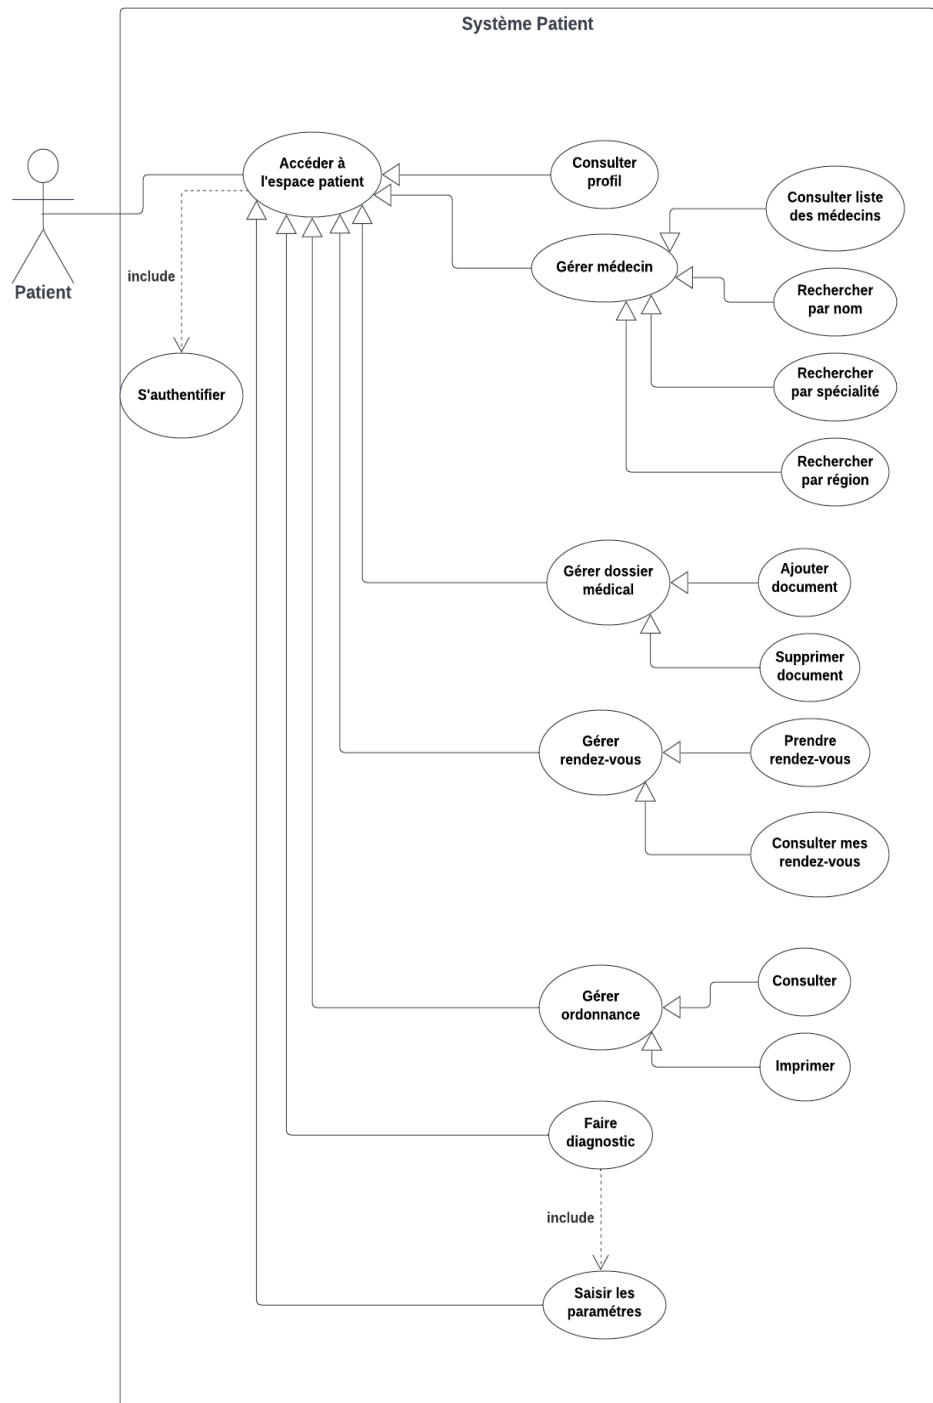 Système Patient
Accéder à
l'espace patient
Consulter
profil
Consulter liste
des médecins
Gérer médecin
Rechercher
par nom
include
Patient
Rechercher
par spécialité
S'authentifier
Rechercher
par région
Gérer dossier
médical
Ajouter
document
Supprimer
document
Gérer
rendez-vous
Prendre
rendez-vous
Consulter mes
rendez-vous
Gérer
ordonnance
Consulter
Imprimer
Faire
diagnostic
include
Saisir les
paramétres